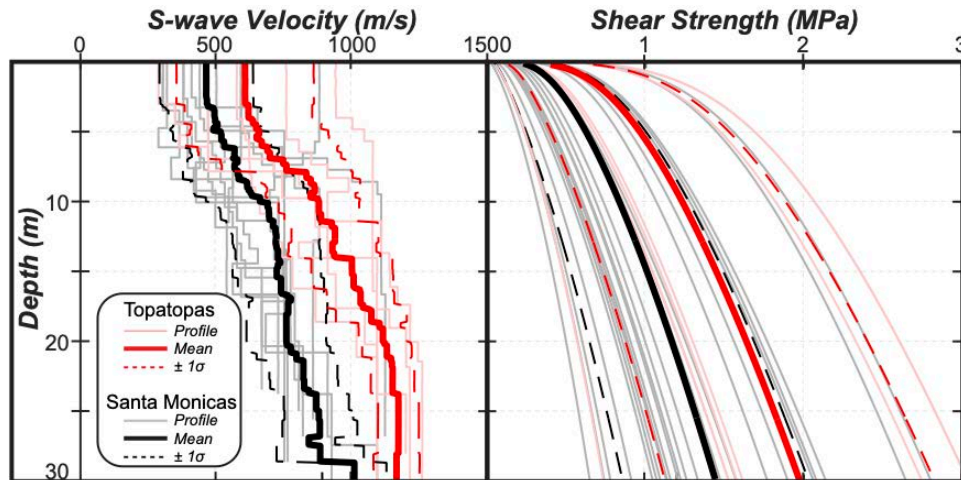 S-wave Velocity (m/s)
Shear Strength (MPa)
0 500 1000 1500 1 2 3
Depth (m)
10
20
30
Topatopas
Profile
Mean
± 1σ
Santa Monicas
Profile
Mean
± 1σ